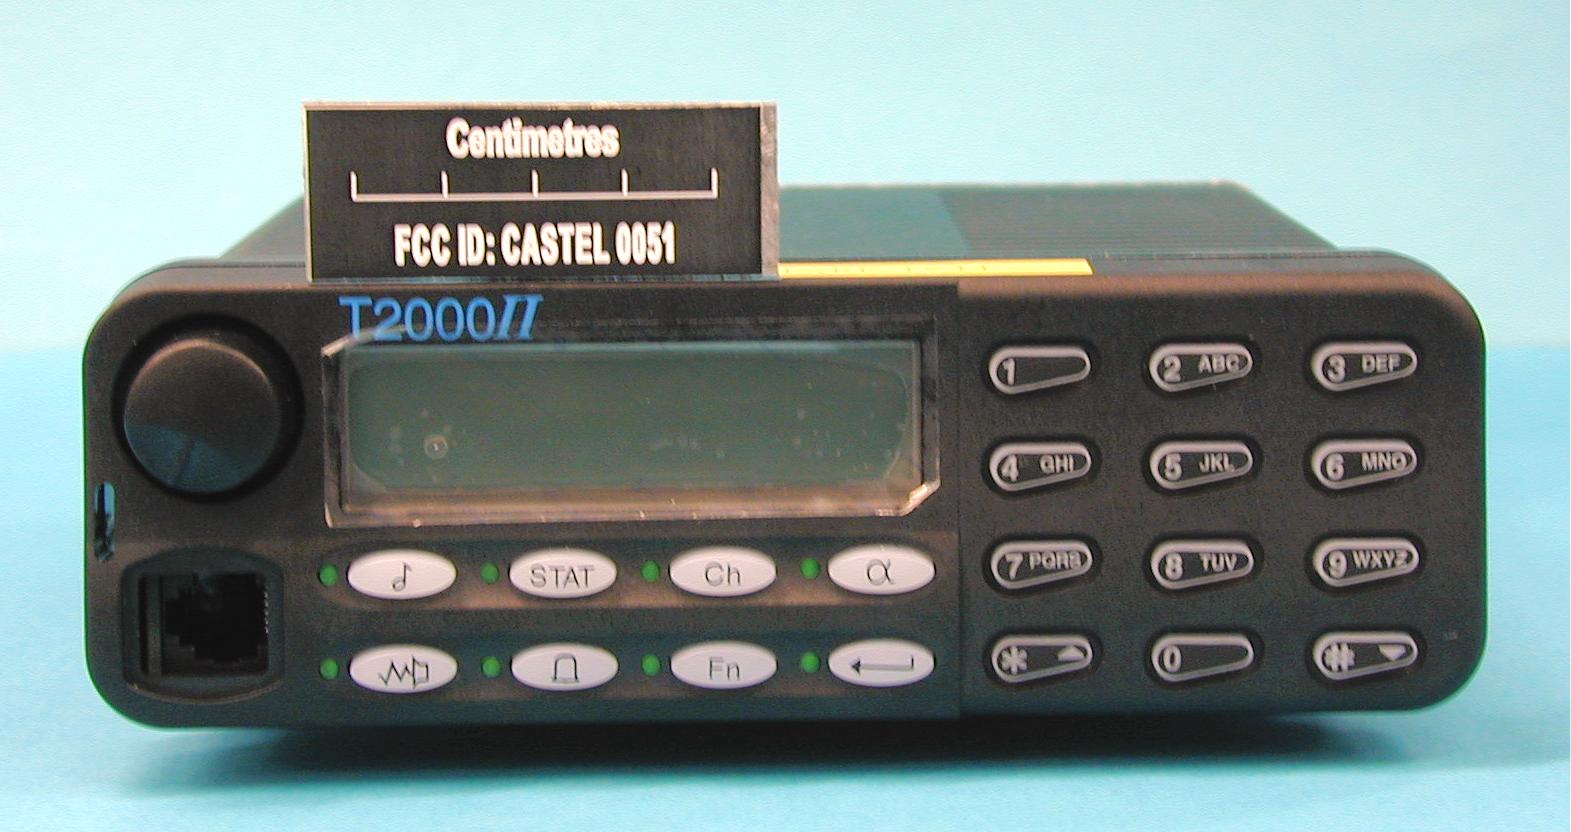 Centimetres
FCC ID: CASTEL 0051
T2000II
1
2 ABC
3 DEF
4 GHI
5 JKL
6 MNO
STAT
Ch
α
7 PQRS
8 TUV
9 WXYZ
Fn
*
0
#